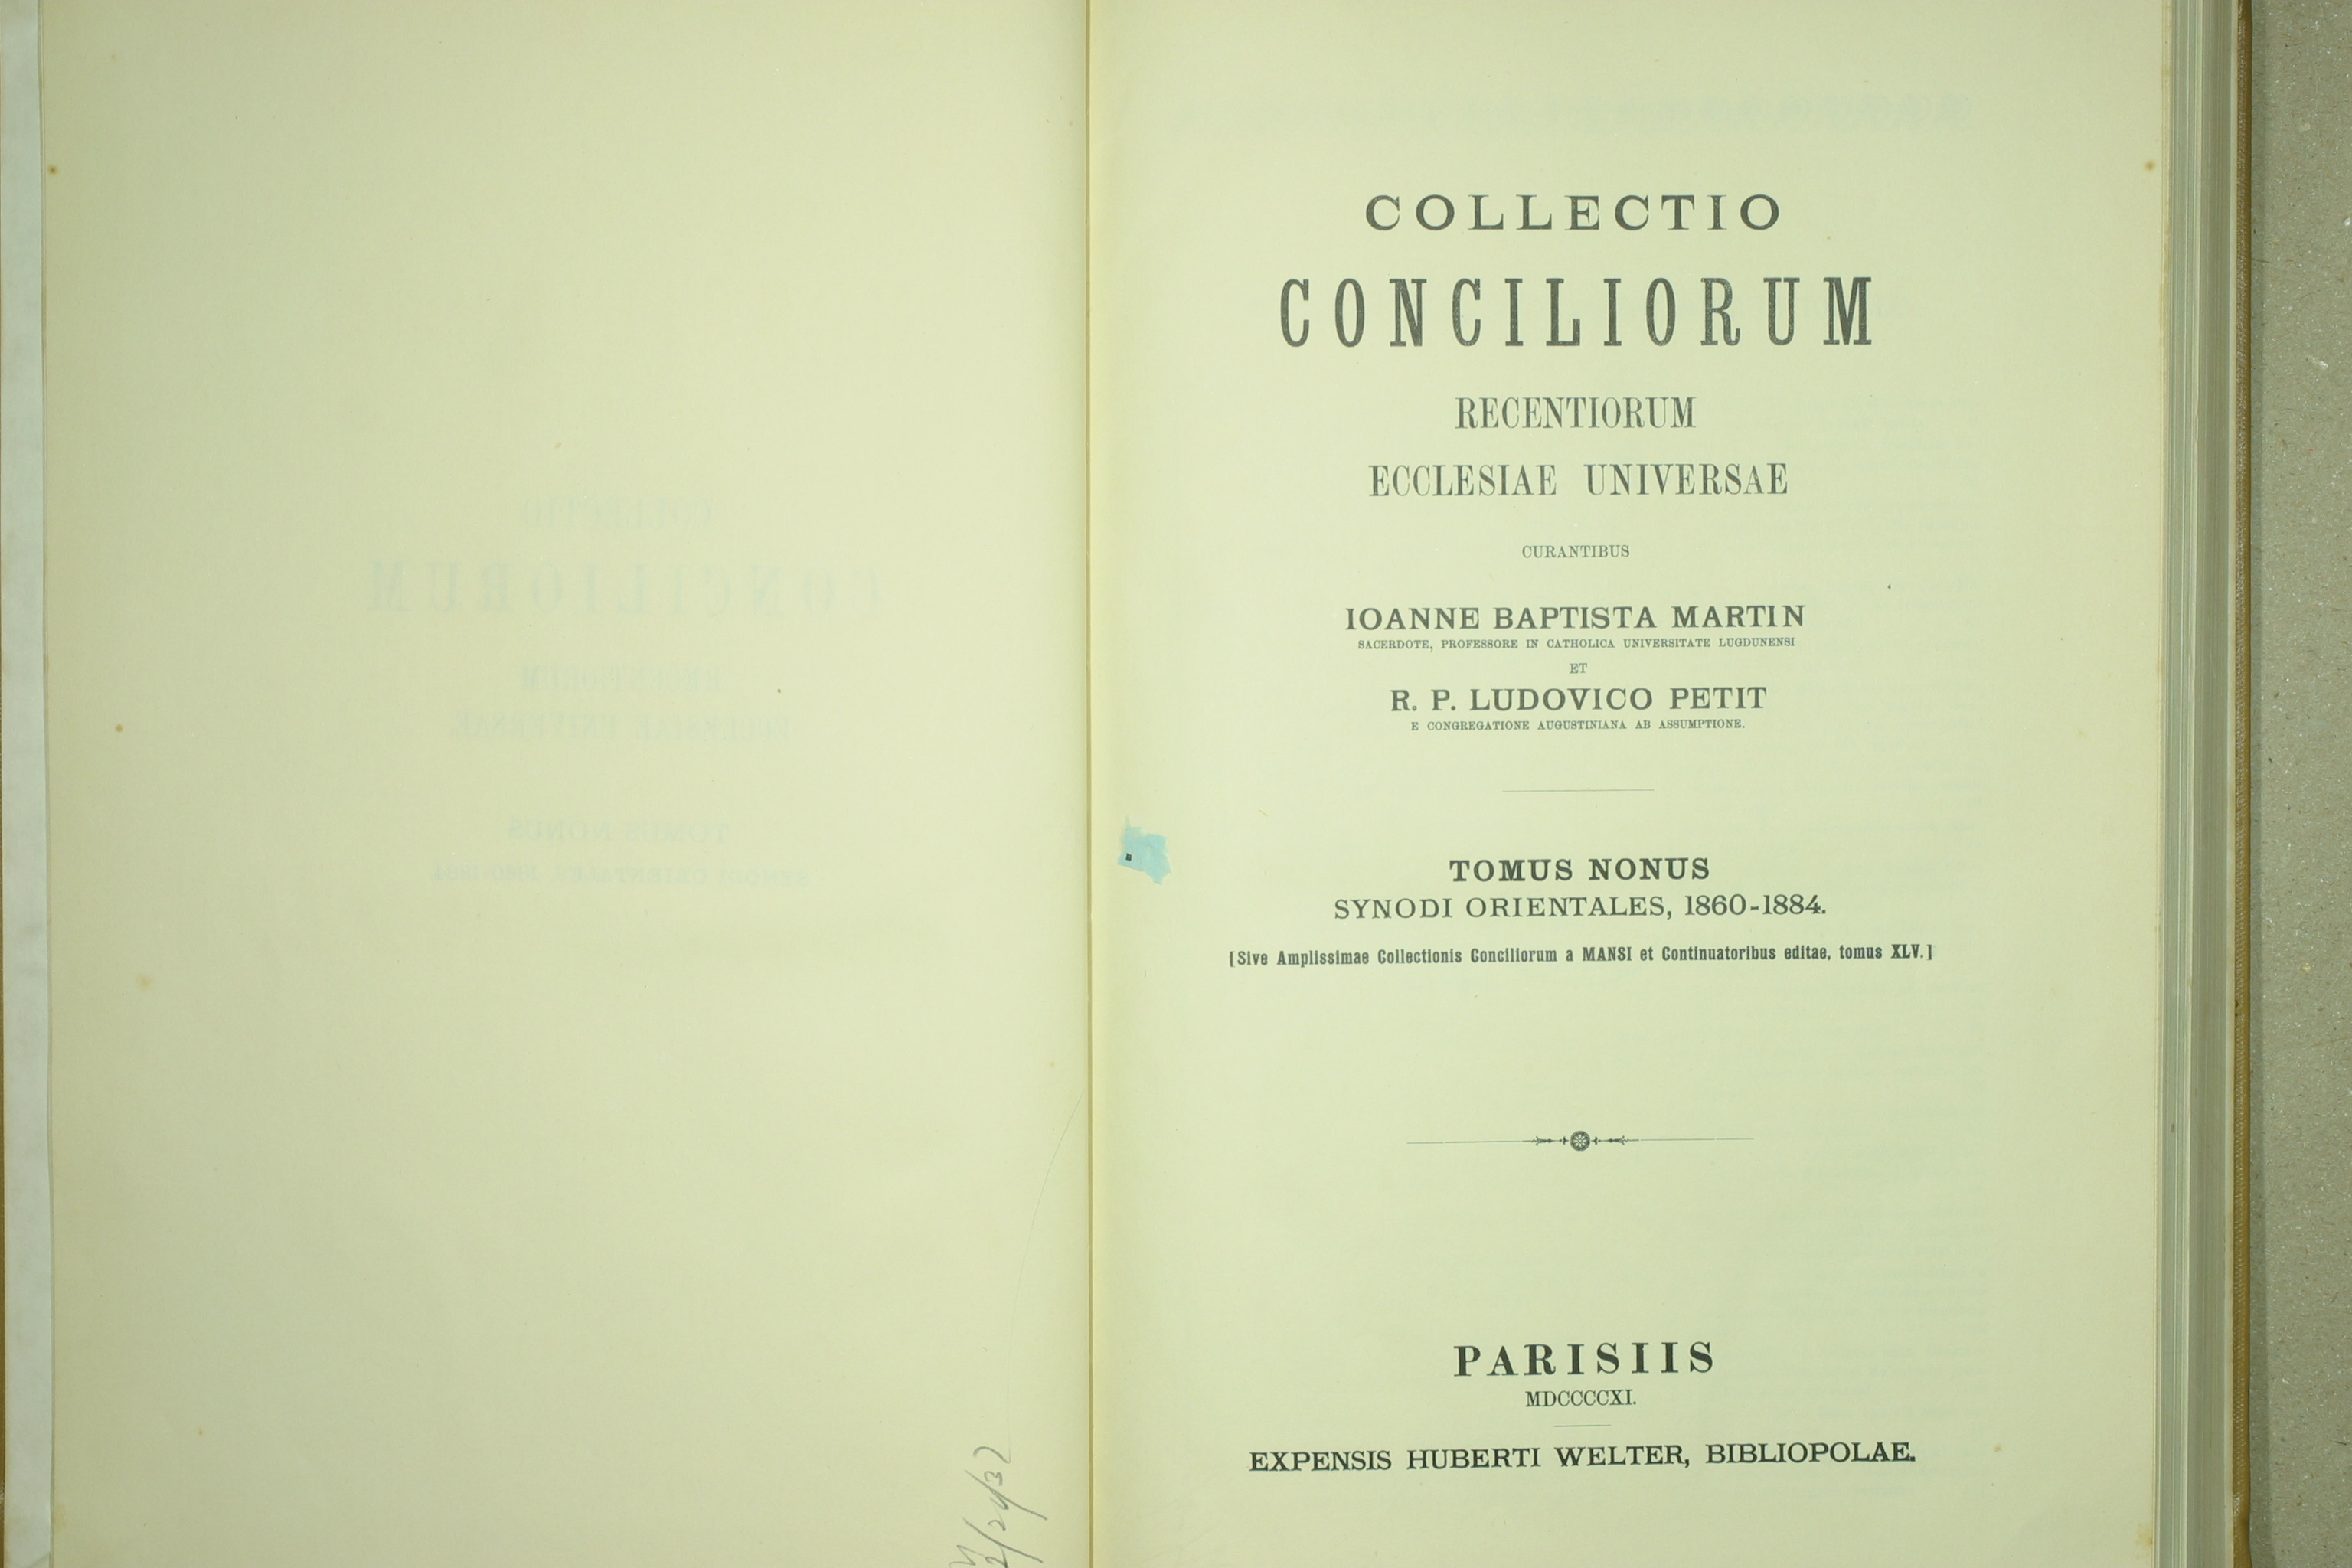 COLLECTIO
CONCILIORUM
RECENTIORUM
ECCLESIAE UNIVERSAE
CURANTIBUS
IOANNE BAPTISTA MARTIN
SACERDOTE, PROFESSORE IN CATHOLICA UNIVERSITATE LUGDUNENSI
ET
R. P. LUDOVICO PETIT
E CONGREGATIONE AUGUSTINIANA AB ASSUMPTIONE.
TOMUS NONUS
SYNODI ORIENTALES, 1860-1884.
[Sive Amplissimae Collectionis Conciliorum a MANSI et Continuatoribus editae, tomus XLV.]
PARISIIS
MDCCCCXI.
EXPENSIS HUBERTI WELTER, BIBLIOPOLAE.